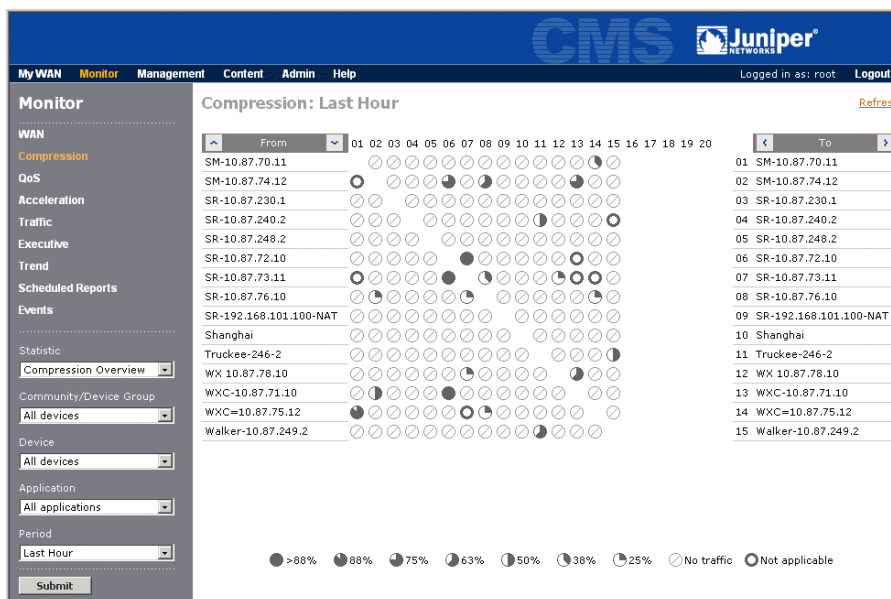 CMS
Juniper®
NETWORKS
My WAN Monitor Management Content Admin Help Logged in as: root Logout
Monitor
WAN
Compression
QoS
Acceleration
Traffic
Executive
Trend
Scheduled Reports
Events
Statistic
Compression Overview
Community/Device Group
All devices
Device
All devices
Application
All applications
Period
Last Hour
Submit
Compression: Last Hour
Refres
From 01 02 03 04 05 06 07 08 09 10 11 12 13 14 15 16 17 18 19 20
SM-10.87.70.11
SM-10.87.74.12
SR-10.87.230.1
SR-10.87.240.2
SR-10.87.248.2
SR-10.87.72.10
SR-10.87.73.11
SR-10.87.76.10
SR-192.168.101.100-NAT
Shanghai
Truckee-246-2
WX 10.87.78.10
WXC-10.87.71.10
WXC=10.87.75.12
Walker-10.87.249.2
To
01 SM-10.87.70.11
02 SM-10.87.74.12
03 SR-10.87.230.1
04 SR-10.87.240.2
05 SR-10.87.248.2
06 SR-10.87.72.10
07 SR-10.87.73.11
08 SR-10.87.76.10
09 SR-192.168.101.100-NAT
10 Shanghai
11 Truckee-246-2
12 WX 10.87.78.10
13 WXC-10.87.71.10
14 WXC=10.87.75.12
15 Walker-10.87.249.2
>88% 88% 75% 63% 50% 38% 25% No traffic Not applicable